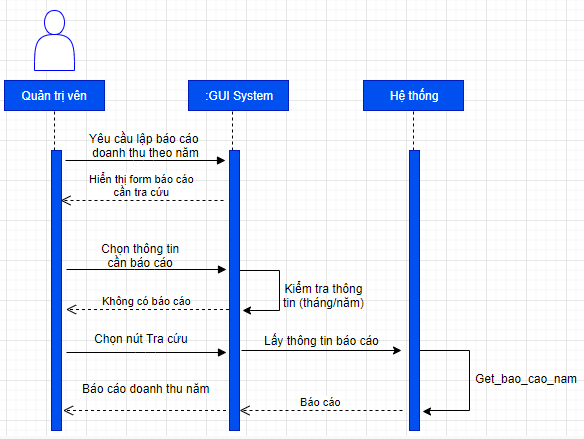 Quản trị vên
:GUI System
Hệ thống
Yêu cầu lập báo cáo
doanh thu theo năm
Hiển thị form báo cáo
cần tra cứu
Chọn thông tin
cần báo cáo
Kiểm tra thông
tin (tháng/năm)
Không có báo cáo
Chọn nút Tra cứu
Lấy thông tin báo cáo
Get_bao_cao_nam
Báo cáo doanh thu năm
Báo cáo